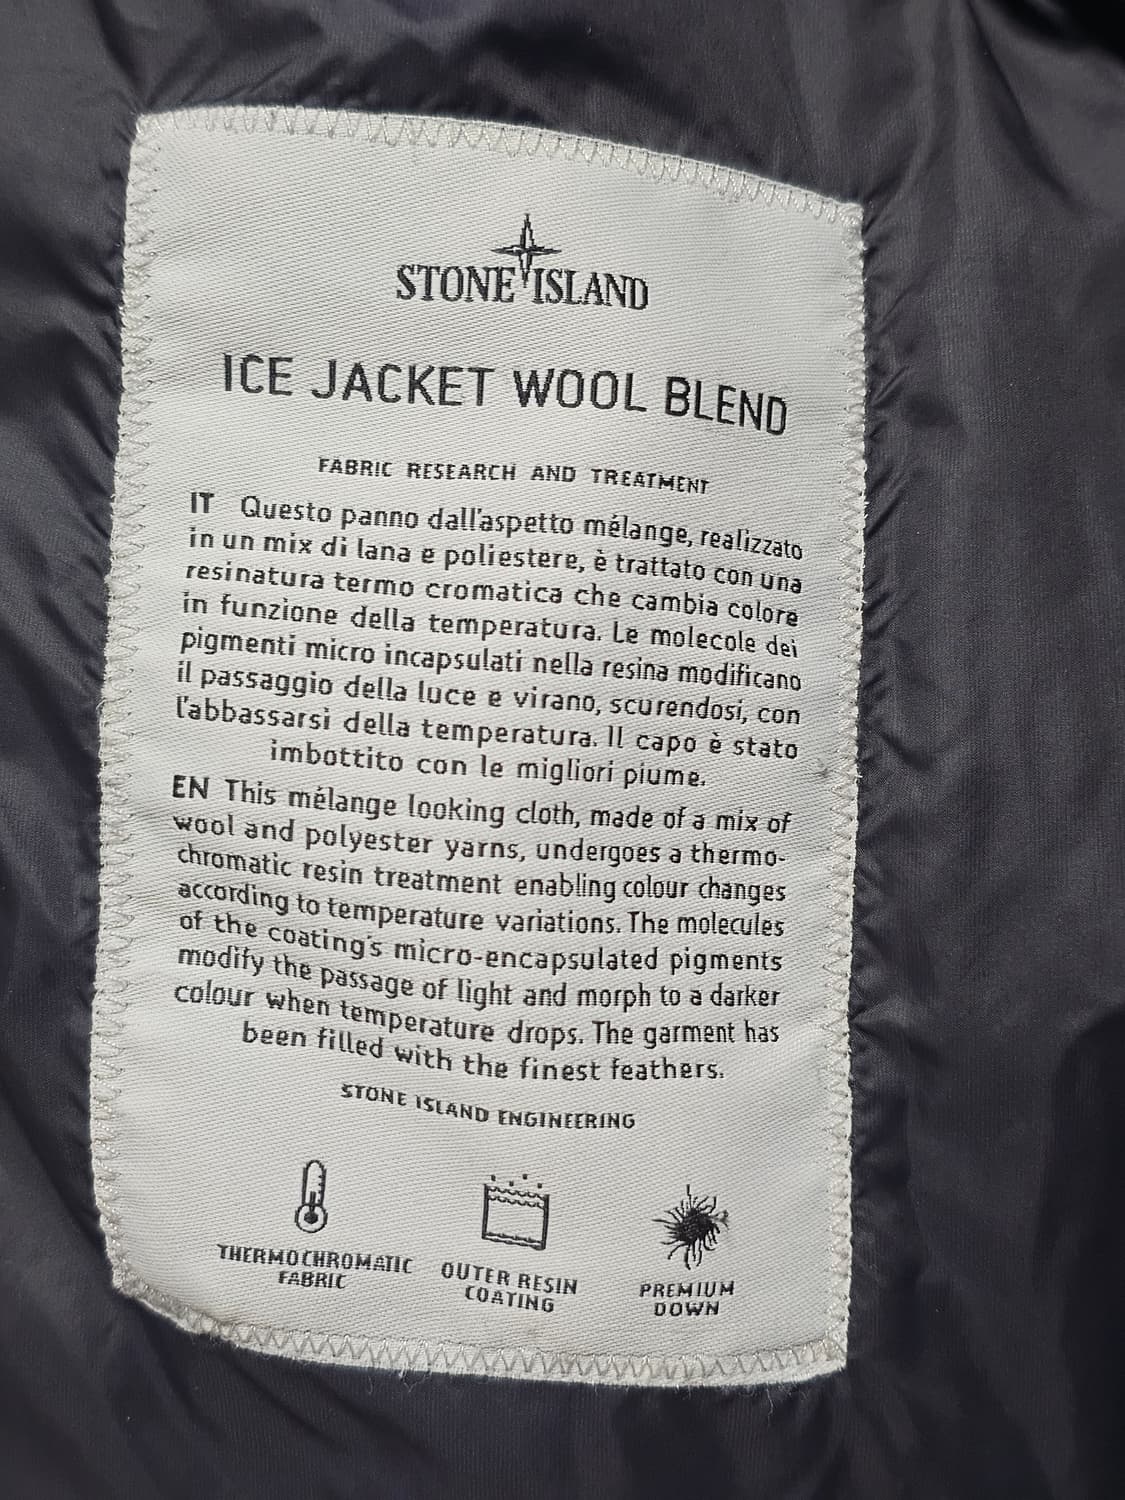 STONE ISLAND
ICE JACKET WOOL BLEND
FABRIC RESEARCH AND TREATMENT
IT Questo panno dall'aspetto mélange, realizzato
in un mix di lana e poliestere, è trattato con una
resinatura termo cromatica che cambia colore
in funzione della temperatura. Le molecole dei
pigmenti micro incapsulati nella resina modificano
il passaggio della luce e virano, scurendosi, con
l'abbassarsi della temperatura. Il capo è stato
imbottito con le migliori piume.
EN This mélange looking cloth, made of a mix of
wool and polyester yarns, undergoes a thermo-
chromatic resin treatment enabling colour changes
according to temperature variations. The molecules
of the coating's micro-encapsulated pigments
modify the passage of light and morph to a darker
colour when temperature drops. The garment has
been filled with the finest feathers.
STONE ISLAND ENGINEERING
THERMOCHROMATIC
FABRIC
OUTER RESIN
COATING
PREMIUM
DOWN